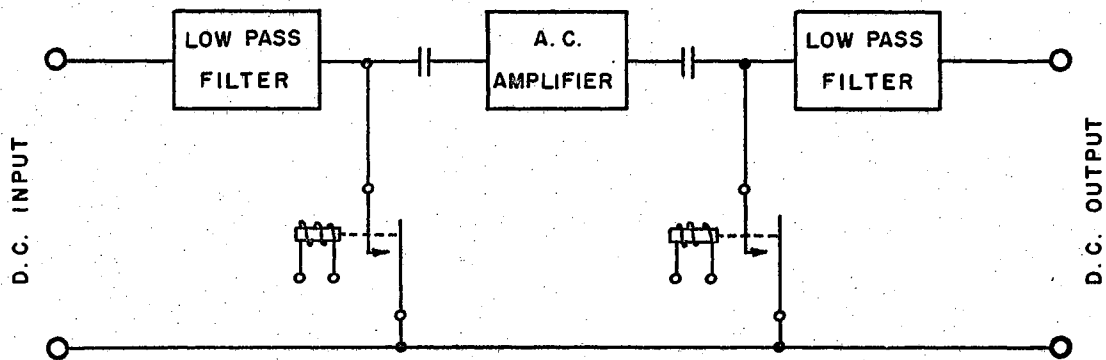 LOW PASS
FILTER
A. C.
AMPLIFIER
LOW PASS
FILTER
D.C. INPUT
D.C. OUTPUT